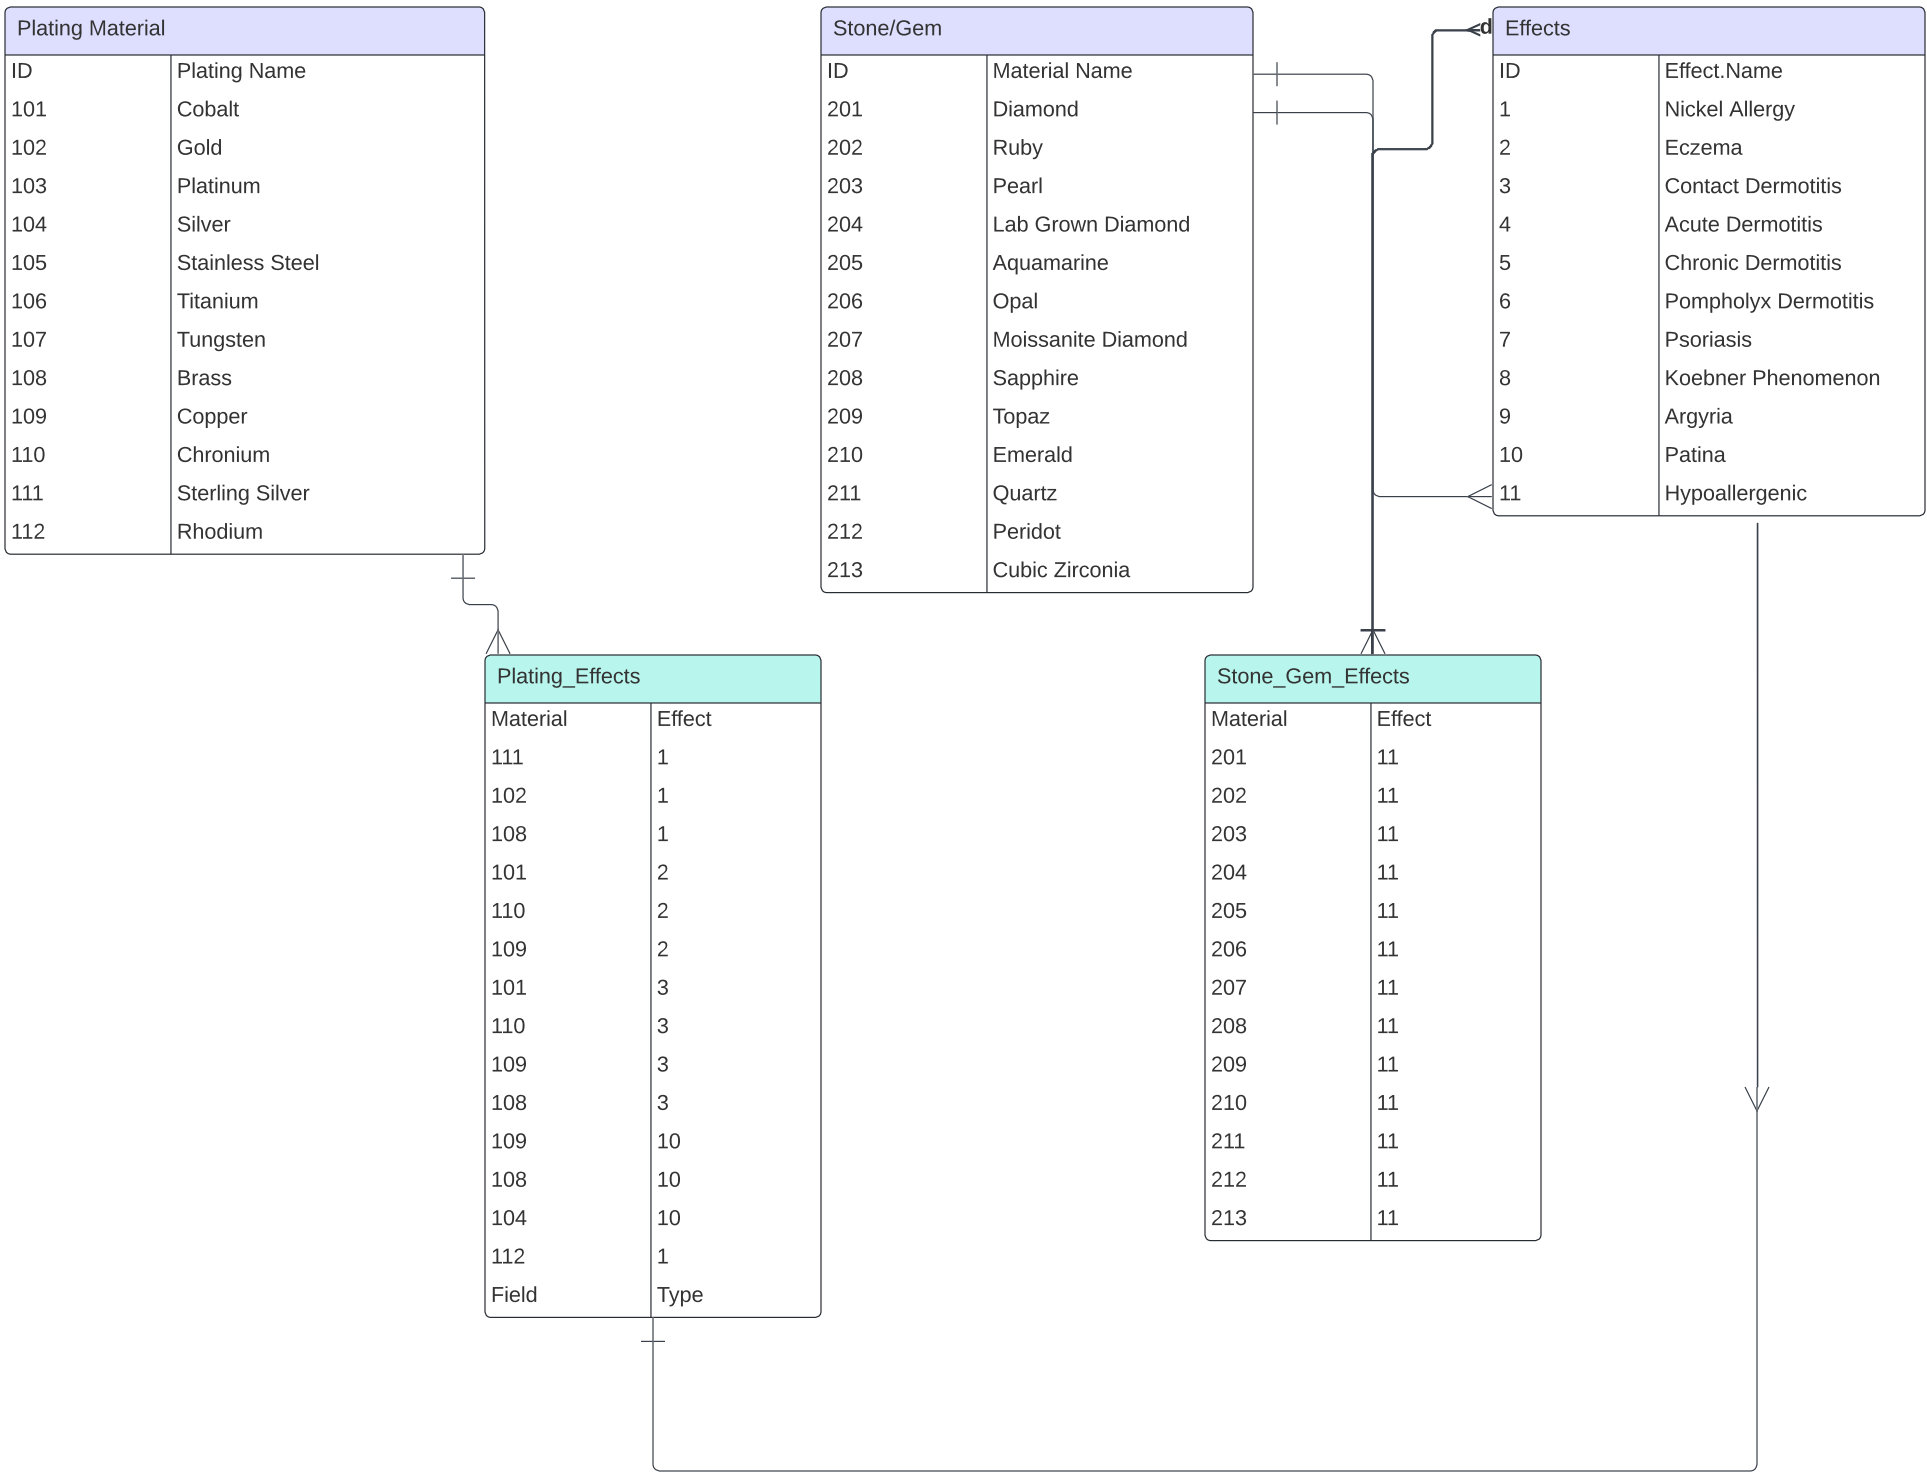 Plating Material
ID Plating Name
101 Cobalt
102 Gold
103 Platinum
104 Silver
105 Stainless Steel
106 Titanium
107 Tungsten
108 Brass
109 Copper
110 Chronium
111 Sterling Silver
112 Rhodium
Stone/Gem
ID Material Name
201 Diamond
202 Ruby
203 Pearl
204 Lab Grown Diamond
205 Aquamarine
206 Opal
207 Moissanite Diamond
208 Sapphire
209 Topaz
210 Emerald
211 Quartz
212 Peridot
213 Cubic Zirconia
d
Effects
ID Effect.Name
1 Nickel Allergy
2 Eczema
3 Contact Dermotitis
4 Acute Dermotitis
5 Chronic Dermotitis
6 Pompholyx Dermotitis
7 Psoriasis
8 Koebner Phenomenon
9 Argyria
10 Patina
11 Hypoallergenic
Plating_Effects
Material Effect
111 1
102 1
108 1
101 2
110 2
109 2
101 3
110 3
109 3
108 3
109 10
108 10
104 10
112 1
Field Type
Stone_Gem_Effects
Material Effect
201 11
202 11
203 11
204 11
205 11
206 11
207 11
208 11
209 11
210 11
211 11
212 11
213 11